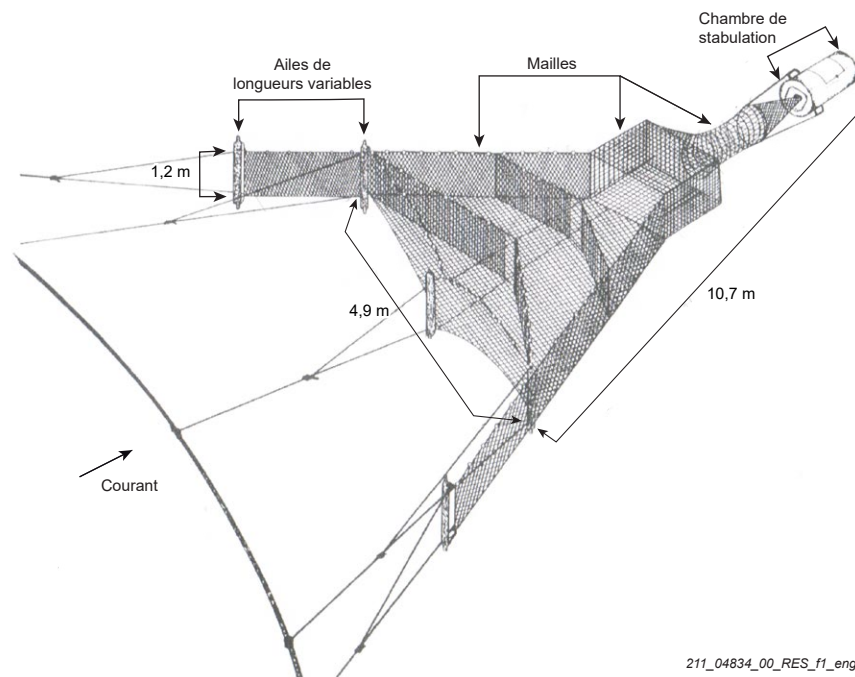 Chambre de
stabulation
Ailes de
longueurs variables
Mailles
1,2 m
4,9 m
10,7 m
Courant
211_04834_00_RES_f1_eng